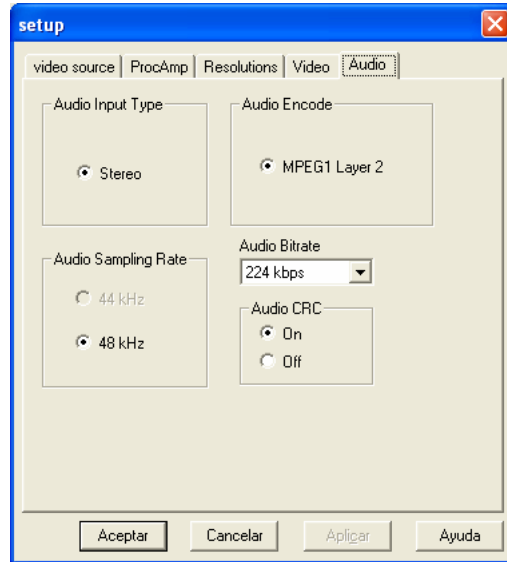 setup
video source ProcAmp Resolutions Video Audio
Audio Input Type
Stereo
Audio Encode
MPEG1 Layer 2
Audio Sampling Rate
44 kHz
48 kHz
Audio Bitrate
224 kbps
Audio CRC
On
Off
Aceptar Cancelar Aplicar Ayuda